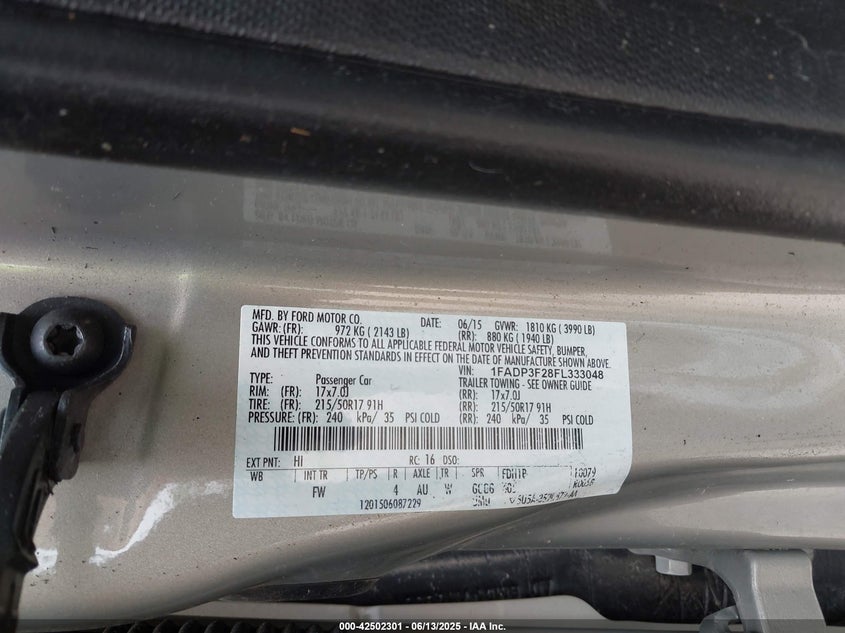 MFD. BY FORD MOTOR CO.
DATE: 06/15 GVWR: 1810 KG ( 3990 LB)
GAWR: (FR): 972 KG ( 2143 LB) (RR): 880 KG ( 1940 LB)
THIS VEHICLE CONFORMS TO ALL APPLICABLE FEDERAL MOTOR VEHICLE SAFETY, BUMPER,
AND THEFT PREVENTION STANDARDS IN EFFECT ON THE DATE OF MANUFACTURE SHOWN ABOVE.
VIN: 1FADP3F28FL333048
TYPE: Passenger Car TRAILER TOWING - SEE OWNER GUIDE
RIM: (FR): 17x7.0J (RR): 17x7.0J
TIRE: (FR): 215/50R17 91H (RR): 215/50R17 91H
PRESSURE: (FR): 240 kPa/ 35 PSI COLD (RR): 240 kPa/ 35 PSI COLD
EXT PNT: HI RC: 16 DSO:
WB INT TR TP/PS R AXLE TR SPR
FW 4 AU W GCBG
1201506087229
000-42502301 - 06/13/2025 - IAA Inc.